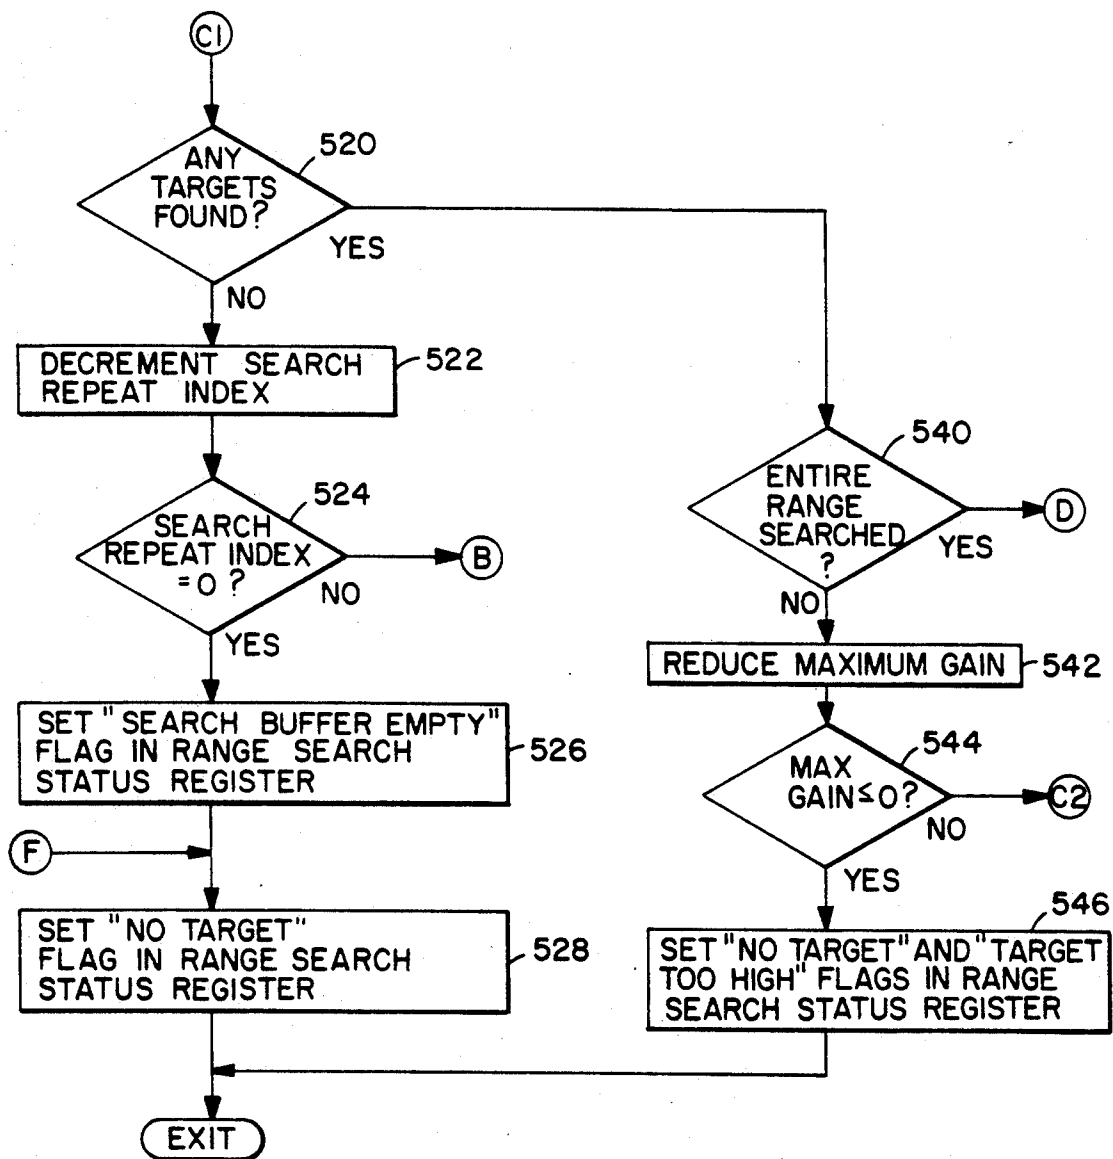 C1
ANY
TARGETS
FOUND?
520
YES
NO
DECREMENT SEARCH
REPEAT INDEX
522
SEARCH
REPEAT INDEX
=0 ?
524
NO
B
YES
SET "SEARCH BUFFER EMPTY"
FLAG IN RANGE SEARCH
STATUS REGISTER
526
F
SET "NO TARGET"
FLAG IN RANGE SEARCH
STATUS REGISTER
528
EXIT
ENTIRE
RANGE
SEARCHED
?
540
YES
D
NO
REDUCE MAXIMUM GAIN
542
MAX
GAIN≤0?
544
NO
C2
YES
546
SET "NO TARGET" AND "TARGET
TOO HIGH" FLAGS IN RANGE
SEARCH STATUS REGISTER